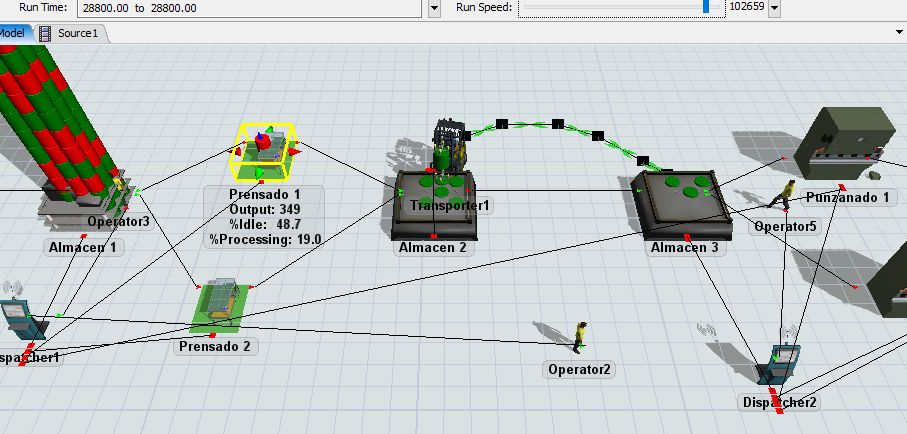 Run Time: 28800.00 to 28800.00 Run Speed: 102659
Model Source1
Prensado 1
Output: 349
%Idle: 48.7
%Processing: 19.0
Operator3
Almacen 1
Transporter1
Almacen 2
Almacen 3
Punzanado 1
Operator5
Prensado 2
spatcher1
Operator2
Dispatcher2